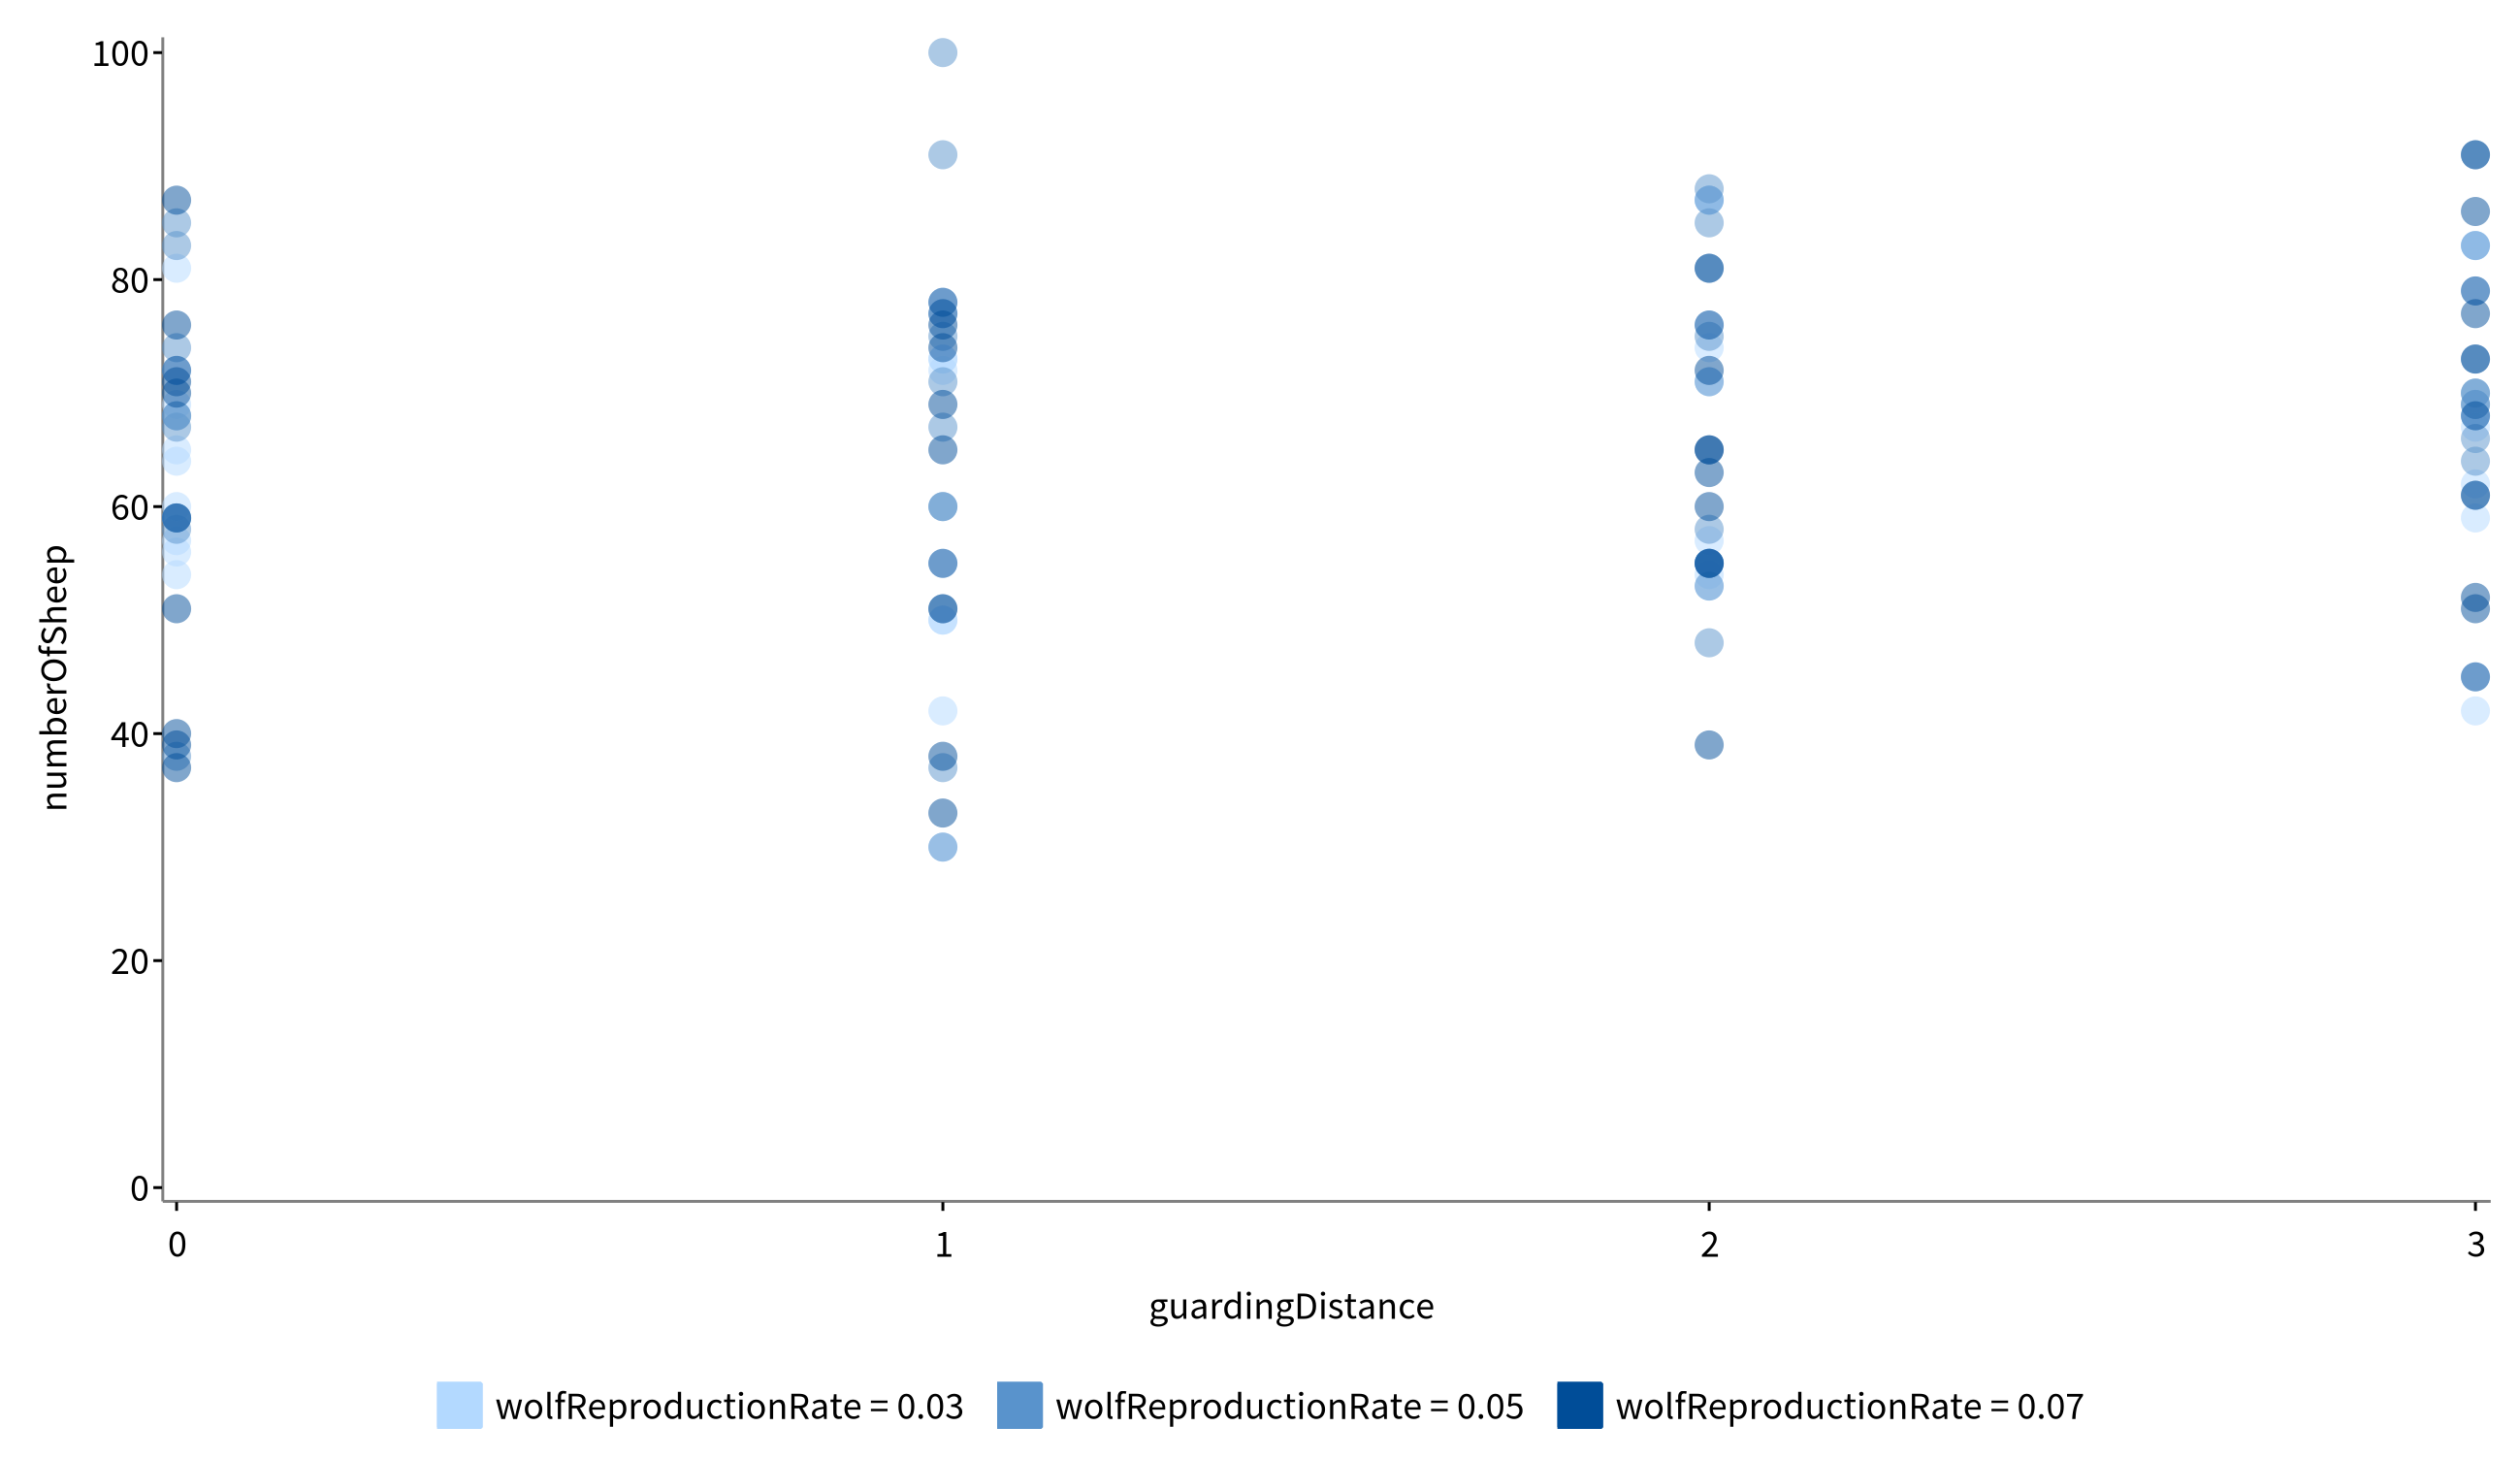 100
80
60
40
20
0
numberOfsheep
0 1 2 3
guardingDistance
wolfReproductionRate = 0.03 wolfReproductionRate = 0.05 wolfReproductionRate = 0.07